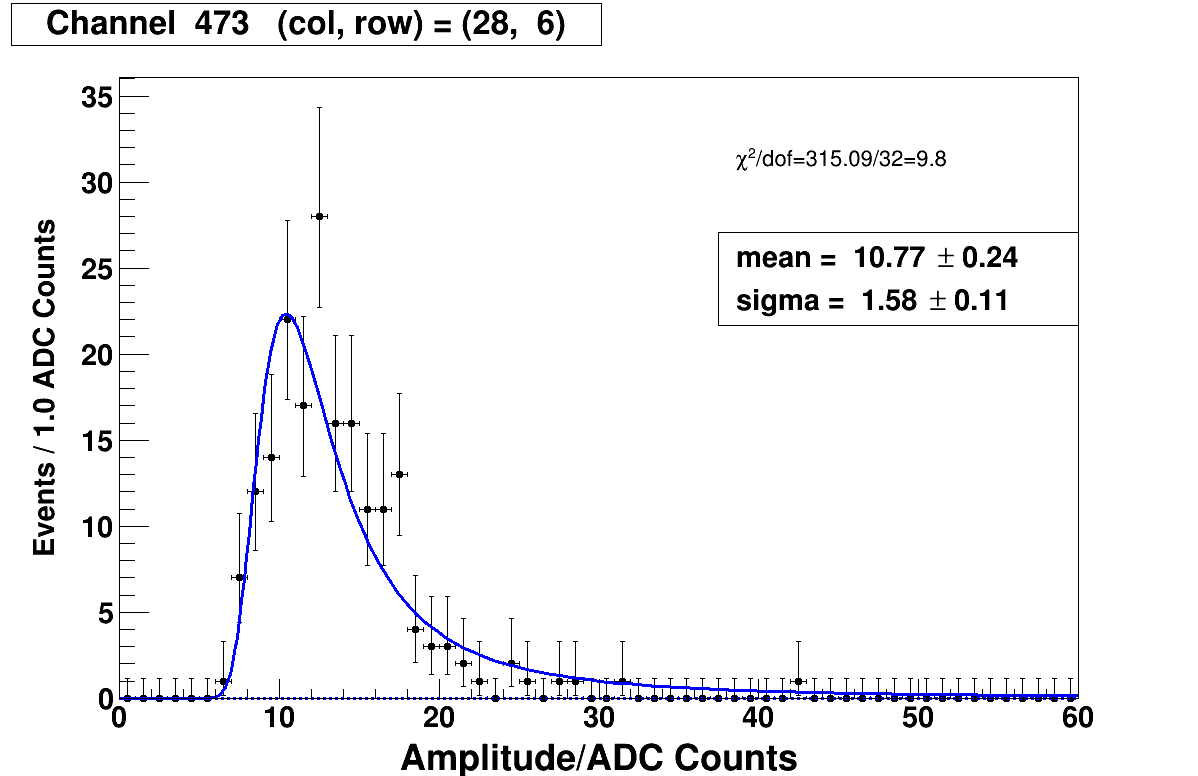 Channel 473 (col, row) = (28, 6)
35
30
25
20
15
10
5
0
Events / 1.0 ADC Counts
χ²/dof=315.09/32=9.8
mean = 10.77 ± 0.24
sigma = 1.58 ± 0.11
0 10 20 30 40 50 60
Amplitude/ADC Counts